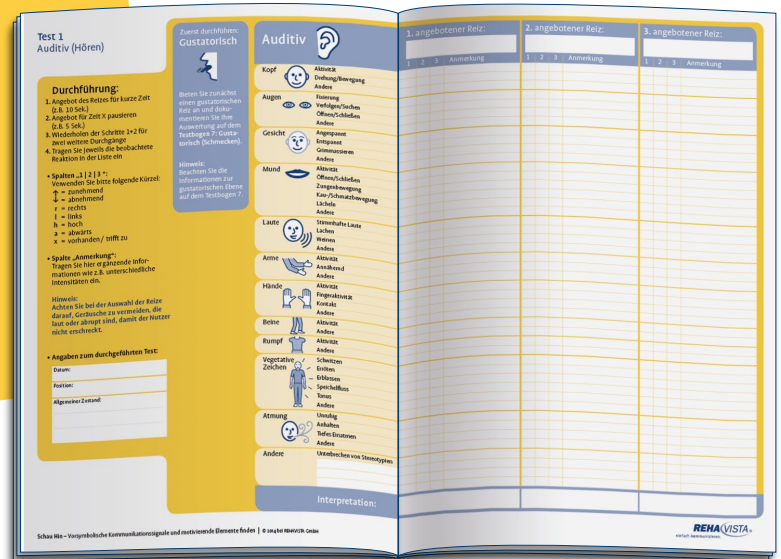 Test 1
Auditiv (Hören)
Durchführung:
1. Angebot des Reizes für kurze Zeit
(z.B. 10 Sek.)
2. Angebot für Zeit X pausieren
(z.B. 5 Sek.)
3. Wiederholen der Schritte 1+2 für
zwei weitere Durchgänge
4. Tragen Sie jeweils die beobachtete
Reaktion in die Liste ein
• Spalten „1 | 2 | 3 “:
Verwenden Sie bitte folgende Kürzel:
↑ = zunehmend
↓ = abnehmend
r = rechts
l = links
h = hoch
a = abwärts
x = vorhanden / trifft zu
• Spalte „Anmerkung“:
Tragen Sie hier ergänzende Infor-
mationen wie z.B. unterschiedliche
Intensitäten ein.
Hinweis:
Achten Sie bei der Auswahl der Reize
darauf, Geräusche zu vermeiden, die
laut oder abrupt sind, damit der Nutzer
nicht erschreckt.
• Angaben zum durchgeführten Test:
Datum:
Position:
Allgemeiner Zustand:
Zuerst durchführen:
Gustatorisch
Bieten Sie zunächst
einen gustatorischen
Reiz an und doku-
mentieren Sie Ihre
Auswertung auf dem
Testbogen 7: Gusta-
torisch (Schmecken).
Hinweis:
Beachten Sie die
Informationen zur
gustatorischen Ebene
auf dem Testbogen 7.
Auditiv
Kopf
Aktivität
Drehung/Bewegung
Andere
Augen
Fixierung
Verfolgen/Suchen
Öffnen/Schließen
Andere
Gesicht
Angespannt
Entspannt
Grimmassieren
Andere
Mund
Aktivität
Öffnen/Schließen
Zungenbewegung
Kau-/Schmatzbewegung
Lächeln
Andere
Laute
Stimmhafte Laute
Lachen
Weinen
Andere
Arme
Aktivität
Annähernd
Andere
Hände
Aktivität
Fingeraktivität
Kontakt
Andere
Beine
Aktivität
Andere
Rumpf
Aktivität
Andere
Vegetative
Zeichen
Schwitzen
Erröten
Erblassen
Speichelfluss
Tonus
Andere
Atmung
Unruhig
Anhalten
Tiefes Einatmen
Andere
Andere
Unterbrechen von Stereotypien
Interpretation:
1. angebotener Reiz:
1 2 3 Anmerkung
2. angebotener Reiz:
1 2 3 Anmerkung
3. angebotener Reiz:
1 2 3 Anmerkung
Schau Hin – Vorsymbolische Kommunikationssignale und motivierende Elemente finden | © 2014 bei REHAVISTA GmbH
REHAVISTA
einfach kommunizieren.